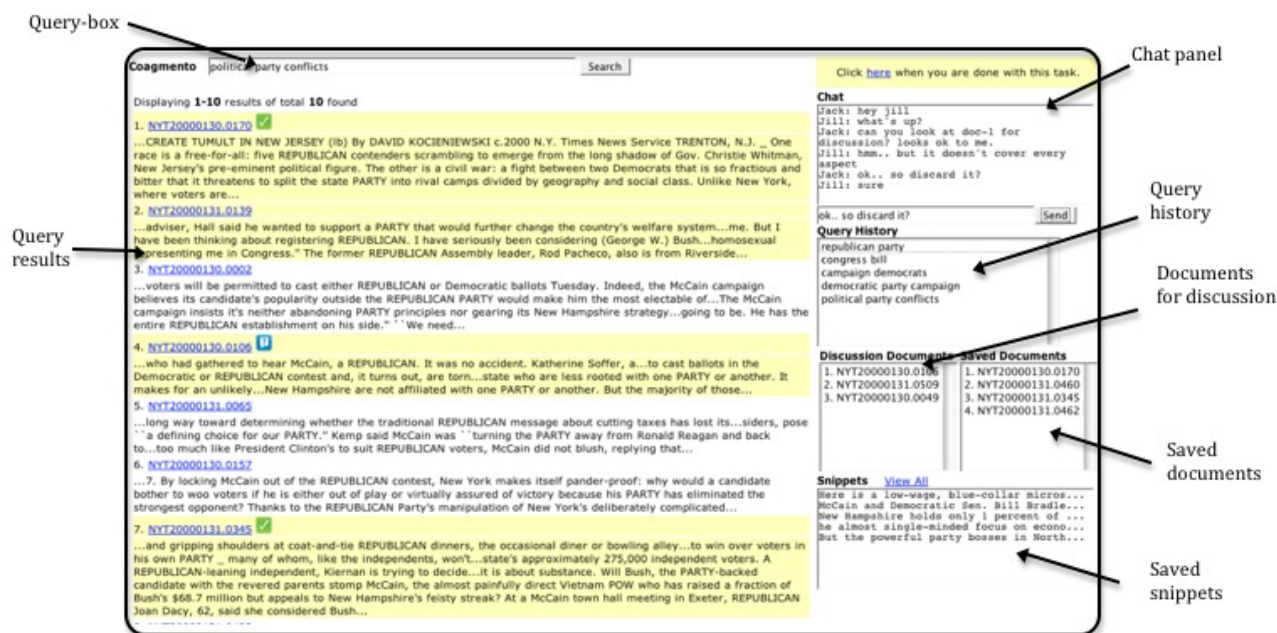 Query-box
Coagmento political party conflicts Search
Displaying 1-10 results of total 10 found
1. NYT20000130.0170
...CREATE TUMULT IN NEW JERSEY (lb) By DAVID KOCIENIEWSKI c.2000 N.Y. Times News Service TRENTON, N.J. _ One
race is a free-for-all: five REPUBLICAN contenders scrambling to emerge from the long shadow of Gov. Christie Whitman,
New Jersey's pre-eminent political figure. The other is a civil war: a fight between two Democrats that is so fractious and
bitter that it threatens to split the state PARTY into rival camps divided by geography and social class. Unlike New York,
where voters are...
2. NYT20000131.0139
...adviser, Hall said he wanted to support a PARTY that would further change the country's welfare system...me. But I
have been thinking about registering REPUBLICAN. I have seriously been considering (George W.) Bush...homosexual
representing me in Congress." The former REPUBLICAN Assembly leader, Rod Pacheco, also is from Riverside...
3. NYT20000130.0002
...voters will be permitted to cast either REPUBLICAN or Democratic ballots Tuesday. Indeed, the McCain campaign
believes its candidate's popularity outside the REPUBLICAN PARTY would make him the most electable of...The McCain
campaign insists it's neither abandoning PARTY principles nor gearing its New Hampshire strategy...going to be. He has the
entire REPUBLICAN establishment on his side." ``We need...
4. NYT20000130.0106
...who had gathered to hear McCain, a REPUBLICAN. It was no accident. Katherine Soffer, a...to cast ballots in the
Democratic or REPUBLICAN contest and, it turns out, are torn...state who are less rooted with one PARTY or another. It
makes for an unlikely...New Hampshire are not affiliated with one PARTY or another. But the majority of those...
5. NYT20000131.0065
...long way toward determining whether the traditional REPUBLICAN message about cutting taxes has lost its...siders, pose
``a defining choice for our PARTY." Kemp said McCain was ``turning the PARTY away from Ronald Reagan and back
to...too much like President Clinton's to suit REPUBLICAN voters, McCain did not blush, replying that...
6. NYT20000130.0157
...7. By locking McCain out of the REPUBLICAN contest, New York makes itself pander-proof: why would a candidate
bother to woo voters if he is either out of play or virtually assured of victory because his PARTY has eliminated the
strongest opponent? Thanks to the REPUBLICAN Party's manipulation of New York's deliberately complicated...
7. NYT20000131.0345
...and gripping shoulders at coat-and-tie REPUBLICAN dinners, the occasional diner or bowling alley...to win over voters in
his own PARTY _ many of whom, like the independents, won't...state's approximately 275,000 independent voters. A
REPUBLICAN-leaning independent, Kiernan is trying to decide...it is about substance. Will Bush, the PARTY-backed
candidate with the revered parents stomp McCain, the almost painfully direct Vietnam POW who has raised a fraction of
Bush's $68.7 million but appeals to New Hampshire's feisty streak? At a McCain town hall meeting in Exeter, REPUBLICAN
Joan Dacy, 62, said she considered Bush...
Query
results
Click here when you are done with this task.
Chat
Jack: hey jill
Jill: what's up?
Jack: can you look at doc-1 for
discussion? looks ok to me.
Jill: hmm.. but it doesn't cover every
aspect
Jack: ok.. so discard it?
Jill: sure
ok.. so discard it? Send
Query History
republican party
congress bill
campaign democrats
democratic party campaign
political party conflicts
Discussion Documents
1. NYT20000130.0106
2. NYT20000131.0509
3. NYT20000130.0049
Saved Documents
1. NYT20000130.0170
2. NYT20000131.0460
3. NYT20000131.0345
4. NYT20000131.0462
Snippets View All
Here is a low-wage, blue-collar micros...
McCain and Democratic Sen. Bill Bradle...
New Hampshire holds only 1 percent of ...
he almost single-minded focus on econo...
But the powerful party bosses in North...
Chat panel
Query
history
Documents
for discussion
Saved
documents
Saved
snippets